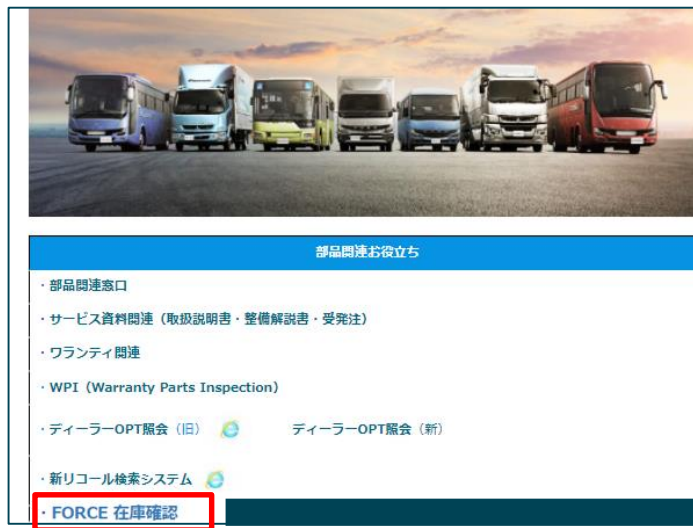 部品関連お役立ち
・部品関連窓口
・サービス資料関連（取扱説明書・整備解説書・受発注）
・ワランティ関連
・WPI（Warranty Parts Inspection）
・ディーラーOPT照会（旧） ディーラーOPT照会（新）
・新リコール検索システム
・FORCE 在庫確認